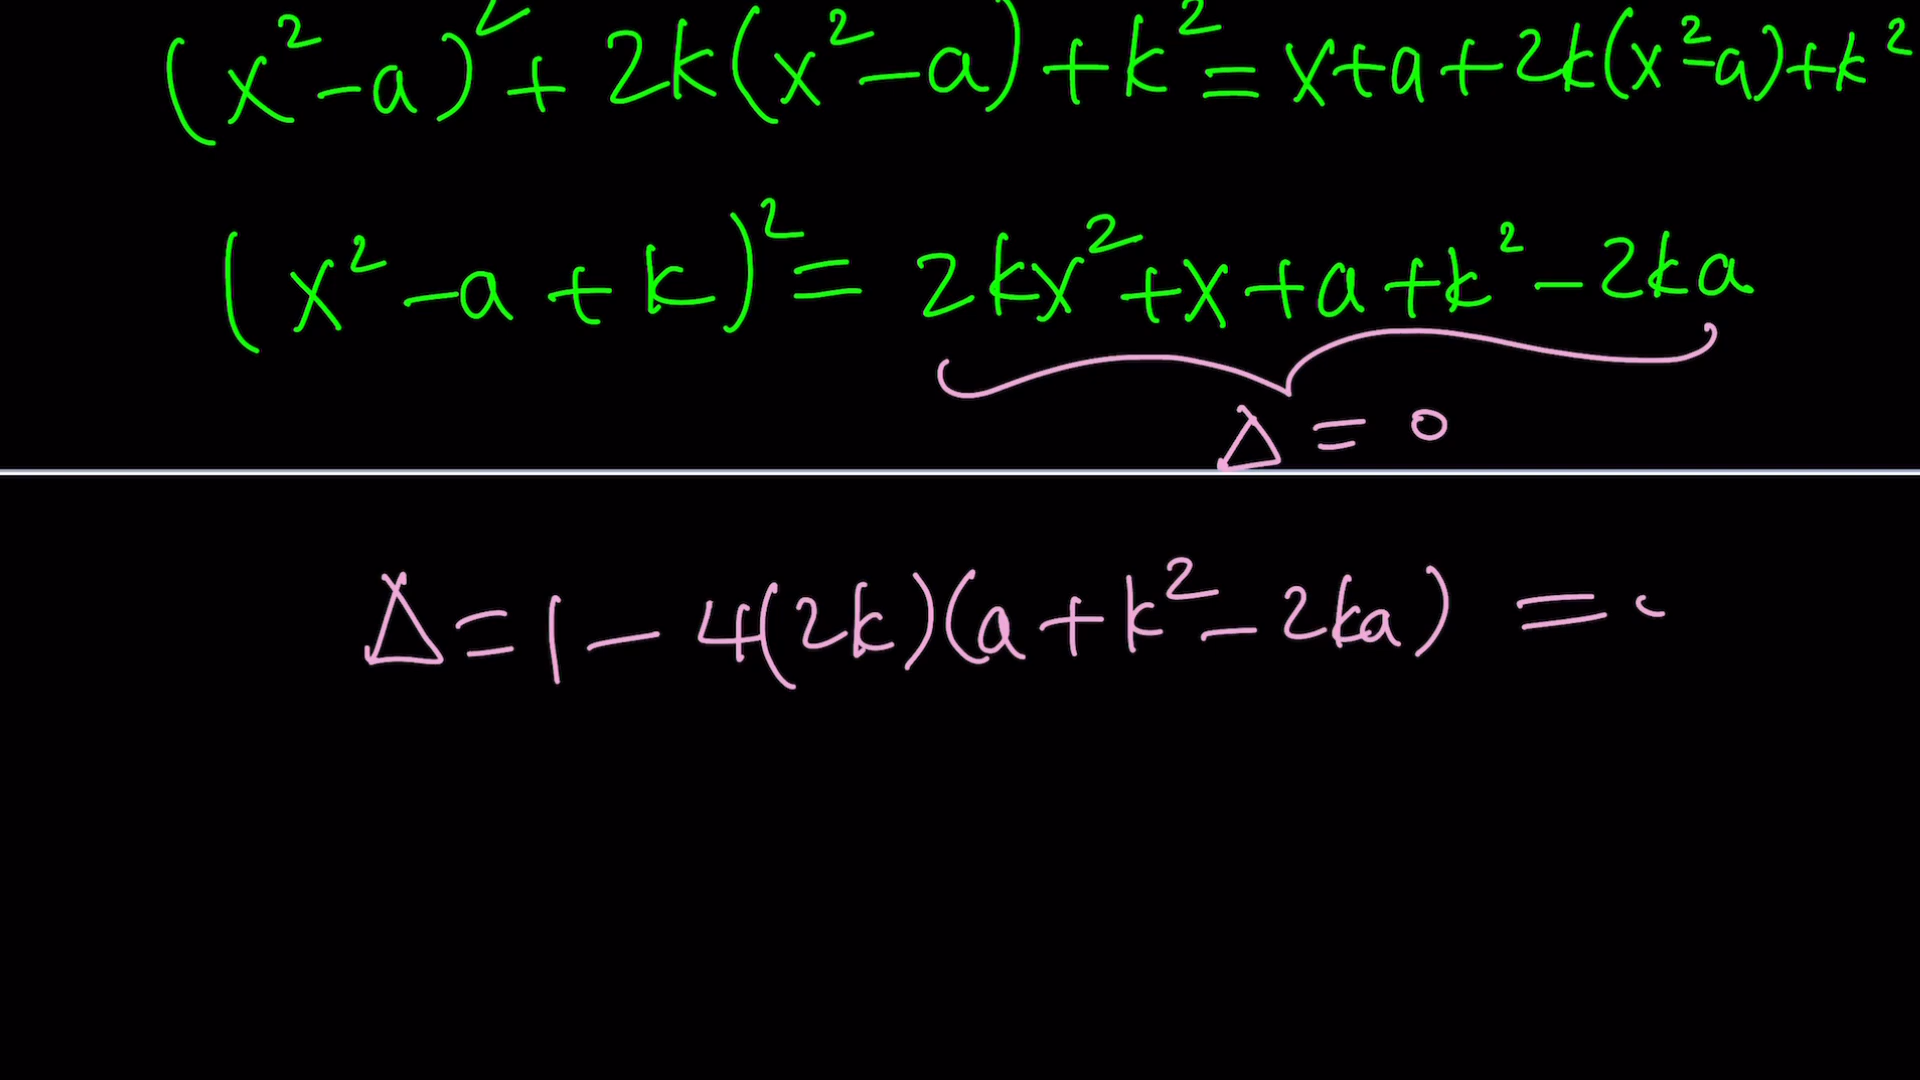 (x²-a)² + 2k(x²-a) + k² = x+a+2k(x²-a)+k²
(x²-a+k)² = 2kx²+x+a+k²-2ka
Δ = 0
Δ = 1 - 4(2k)(a+k²-2ka) =